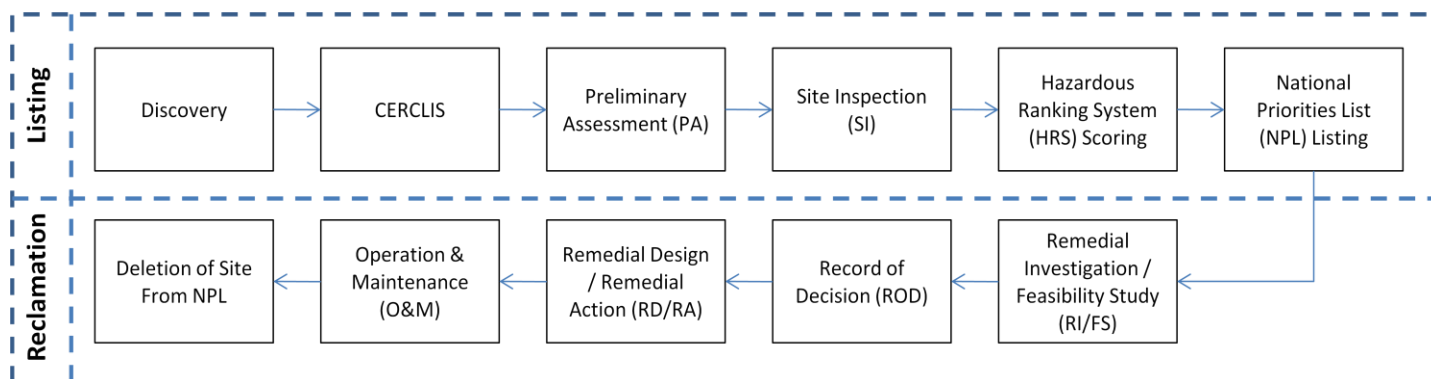 Listing
Discovery
CERCLIS
Preliminary
Assessment (PA)
Site Inspection
(SI)
Hazardous
Ranking System
(HRS) Scoring
National
Priorities List
(NPL) Listing
Reclamation
Deletion of Site
From NPL
Operation &
Maintenance
(O&M)
Remedial Design
/ Remedial
Action (RD/RA)
Record of
Decision (ROD)
Remedial
Investigation /
Feasibility Study
(RI/FS)